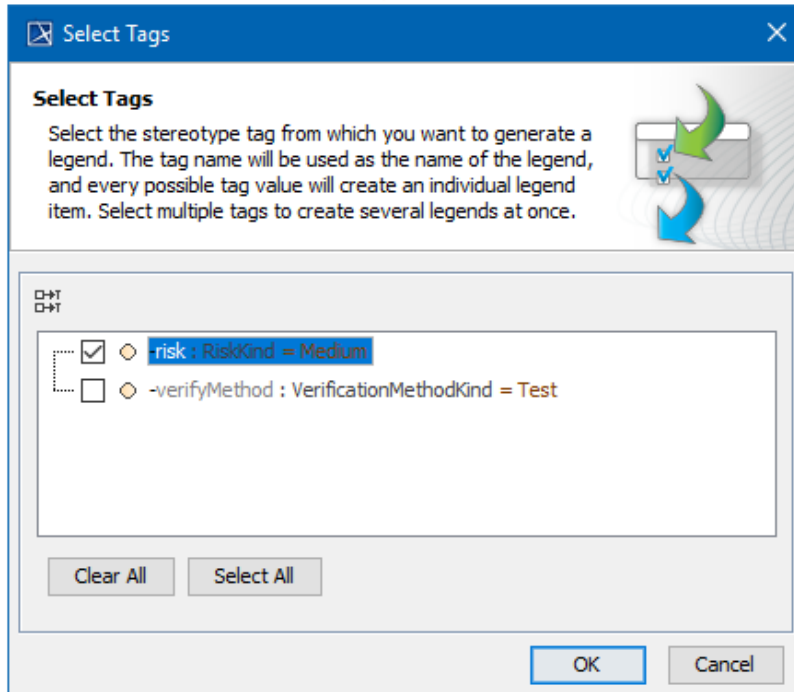 Select Tags
Select Tags
Select the stereotype tag from which you want to generate a
legend. The tag name will be used as the name of the legend,
and every possible tag value will create an individual legend
item. Select multiple tags to create several legends at once.
-risk : RiskKind = Medium
-verifyMethod : VerificationMethodKind = Test
Clear All Select All
OK Cancel